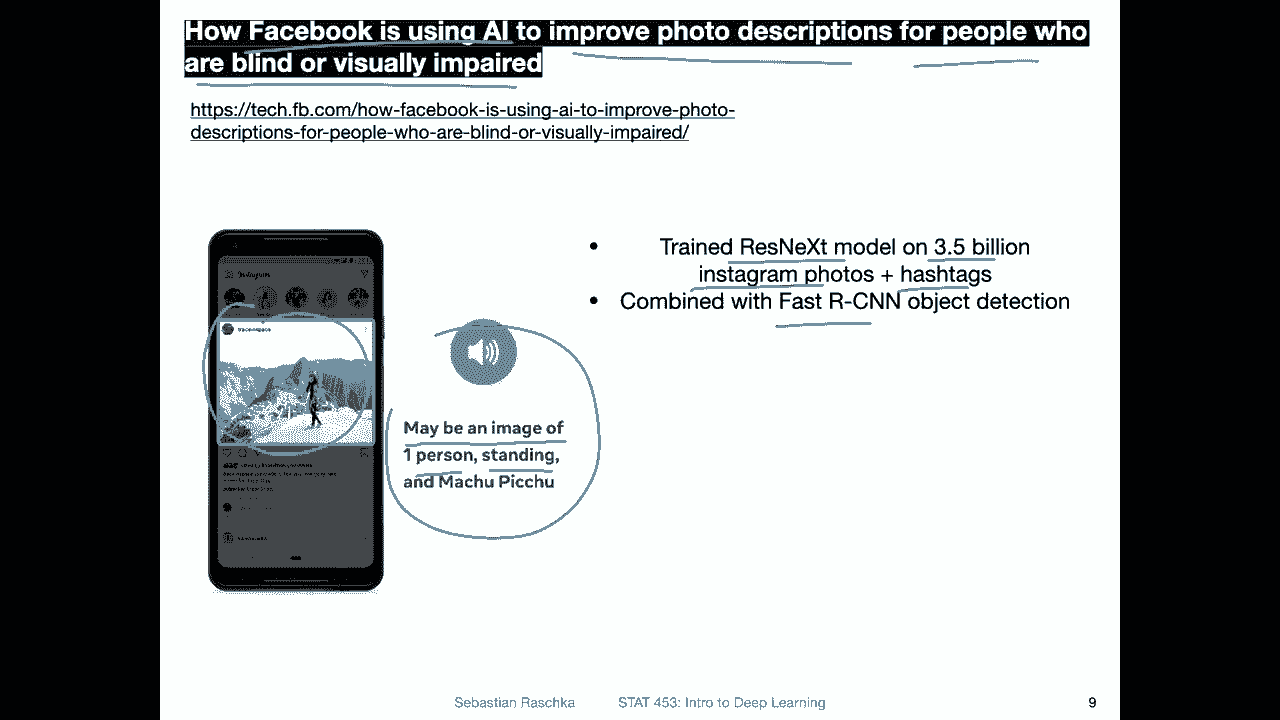 How Facebook is using AI to improve photo descriptions for people who
are blind or visually impaired
https://tech.fb.com/how-facebook-is-using-ai-to-improve-photo-
descriptions-for-people-who-are-blind-or-visually-impaired/
Instagram
• Trained ResNeXt model on 3.5 billion
instagram photos + hashtags
• Combined with Fast R-CNN object detection
May be an image of
1 person, standing,
and Machu Picchu
Sebastian Raschka STAT 453: Intro to Deep Learning 9